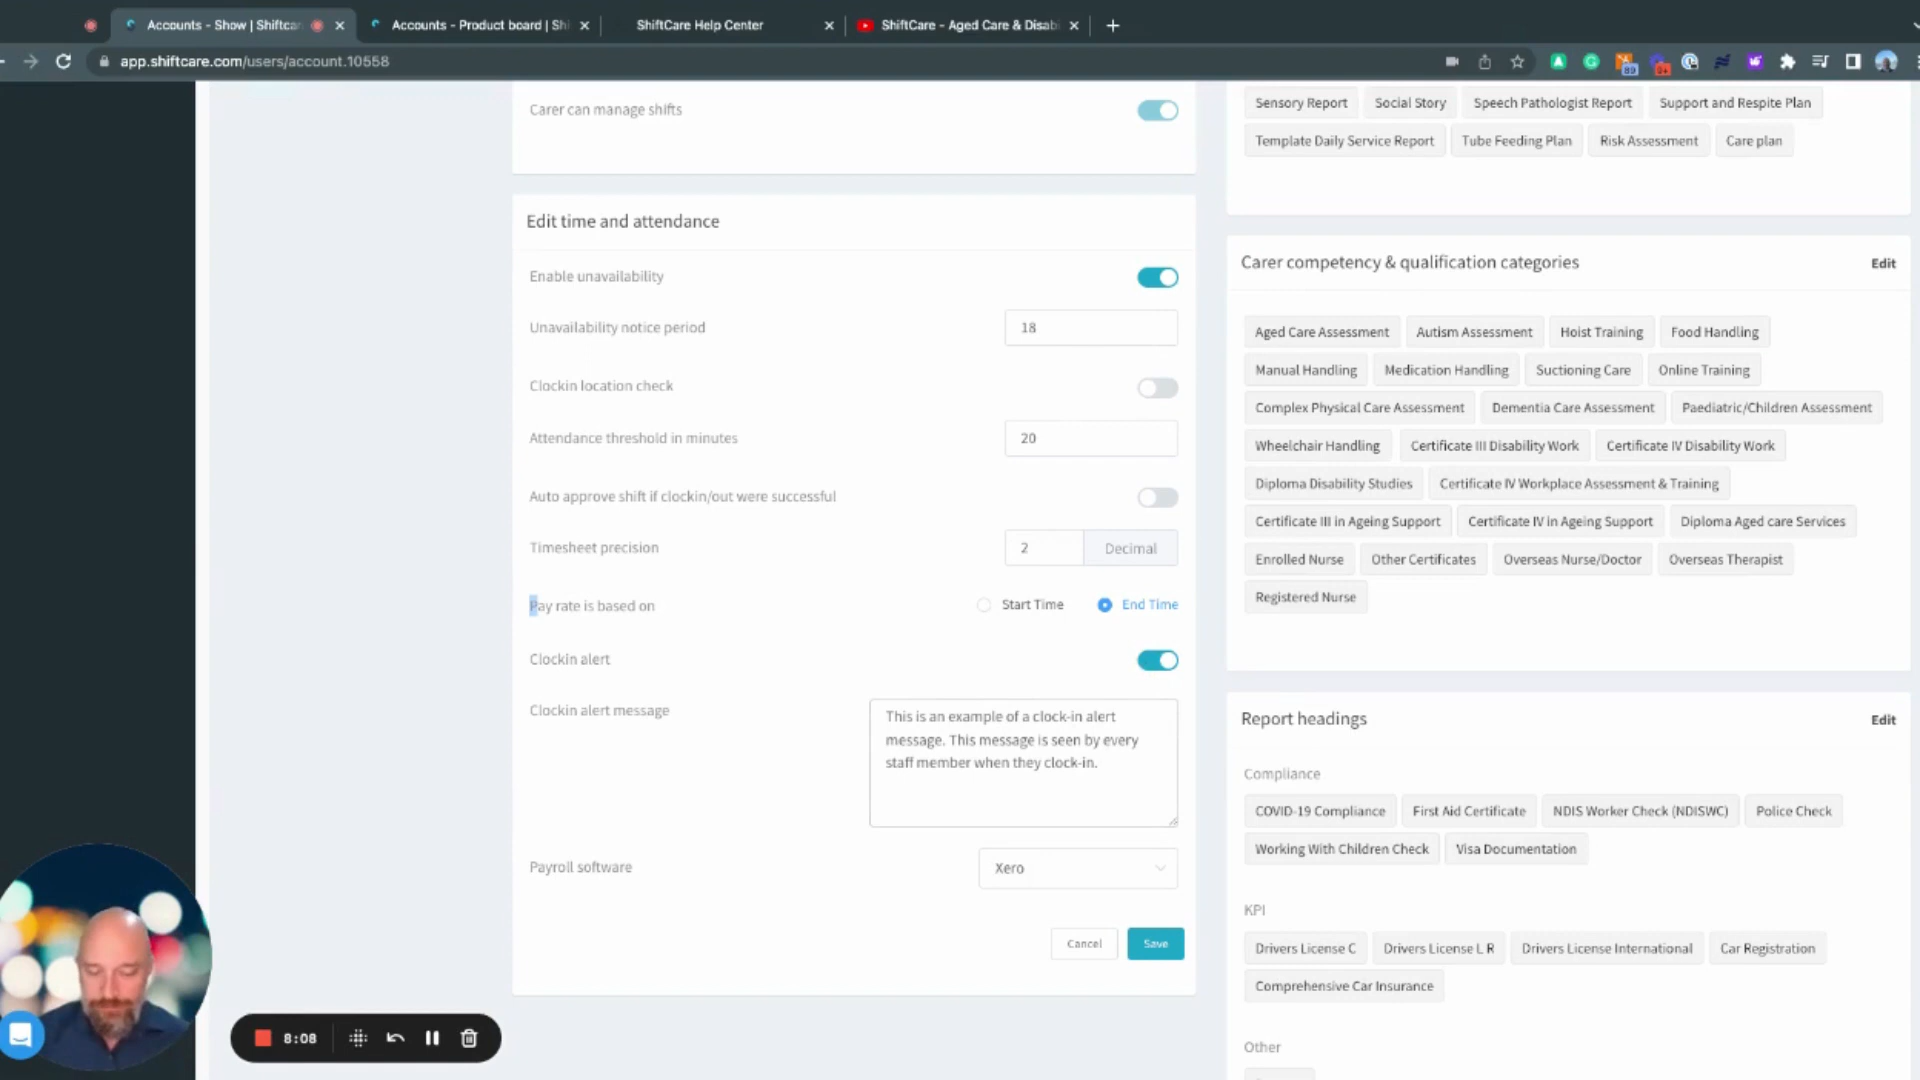 Accounts - Show | Shiftcar
Accounts - Product board | Shi
ShiftCare Help Center
ShiftCare - Aged Care & Disabi
app.shiftcare.com/users/account.10558
Carer can manage shifts
Edit time and attendance
Enable unavailability
Unavailability notice period
18
Clockin location check
Attendance threshold in minutes
20
Auto approve shift if clockin/out were successful
Timesheet precision
2 Decimal
Pay rate is based on
Start Time End Time
Clockin alert
Clockin alert message
This is an example of a clock-in alert
message. This message is seen by every
staff member when they clock-in.
Payroll software
Xero
Cancel Save
Sensory Report Social Story Speech Pathologist Report Support and Respite Plan
Template Daily Service Report Tube Feeding Plan Risk Assessment Care plan
Carer competency & qualification categories Edit
Aged Care Assessment Autism Assessment Hoist Training Food Handling
Manual Handling Medication Handling Suctioning Care Online Training
Complex Physical Care Assessment Dementia Care Assessment Paediatric/Children Assessment
Wheelchair Handling Certificate III Disability Work Certificate IV Disability Work
Diploma Disability Studies Certificate IV Workplace Assessment & Training
Certificate III in Ageing Support Certificate IV in Ageing Support Diploma Aged care Services
Enrolled Nurse Other Certificates Overseas Nurse/Doctor Overseas Therapist
Registered Nurse
Report headings Edit
Compliance
COVID-19 Compliance First Aid Certificate NDIS Worker Check (NDISWC) Police Check
Working With Children Check Visa Documentation
KPI
Drivers License C Drivers License L R Drivers License International Car Registration
Comprehensive Car Insurance
Other
8:08